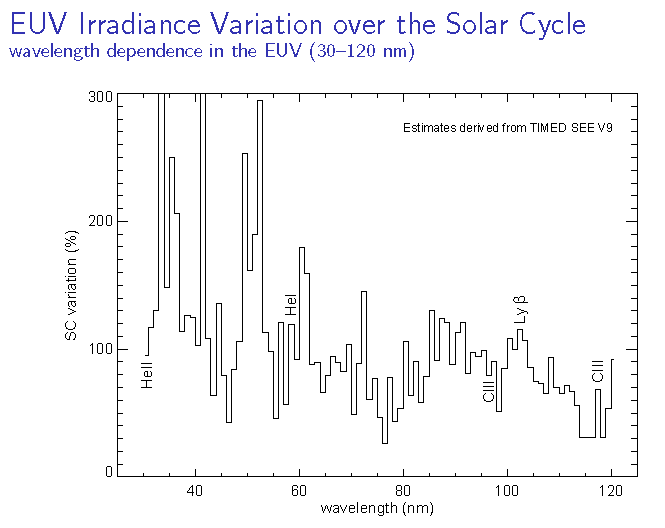 EUV Irradiance Variation over the Solar Cycle
wavelength dependence in the EUV (30–120 nm)
300
Estimates derived from TIMED SEE V9
200
SC variation (%)
HeI
Ly β
100
HeII
CIII
CIII
0
40
60
80
100
120
wavelength (nm)